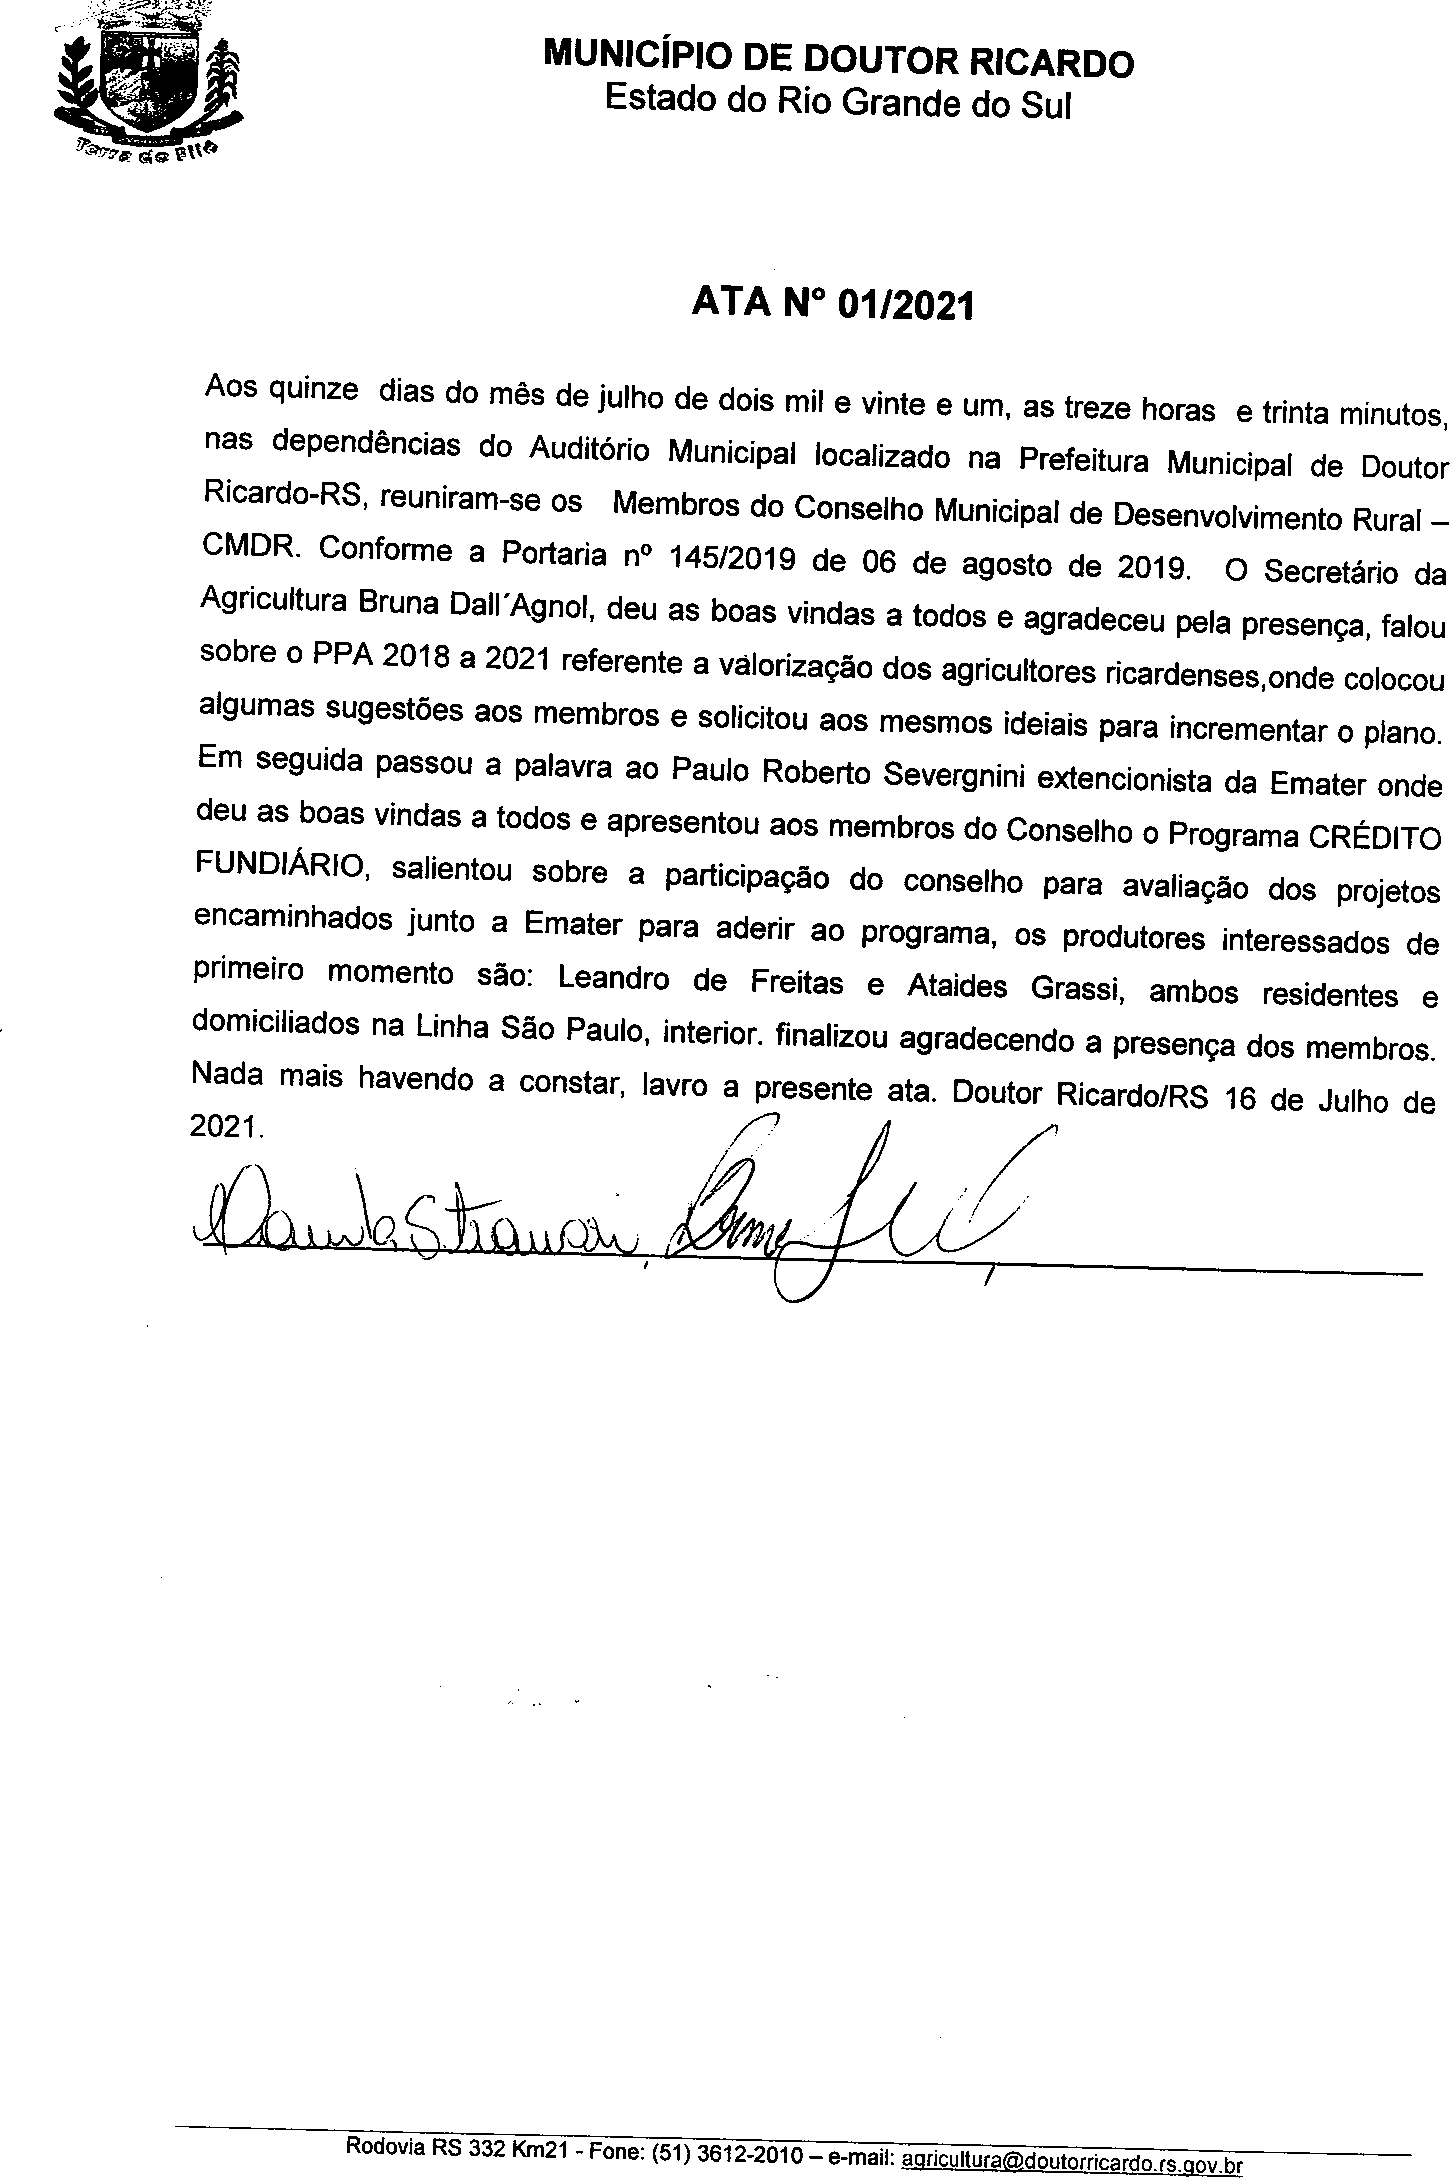 MUNICÍPIO DE DOUTOR RICARDO
Estado do Rio Grande do Sul
ATA Nº 01/2021
Aos quinze dias do mês de julho de dois mil e vinte e um, as treze horas e trinta minutos,
nas dependências do Auditório Municipal localizado na Prefeitura Municipal de Doutor
Ricardo-RS, reuniram-se os Membros do Conselho Municipal de Desenvolvimento Rural –
CMDR. Conforme a Portaria nº 145/2019 de 06 de agosto de 2019. O Secretário da
Agricultura Bruna Dall´Agnol, deu as boas vindas a todos e agradeceu pela presença, falou
sobre o PPA 2018 a 2021 referente a valorização dos agricultores ricardenses,onde colocou
algumas sugestões aos membros e solicitou aos mesmos ideiais para incrementar o plano.
Em seguida passou a palavra ao Paulo Roberto Severgnini extencionista da Emater onde
deu as boas vindas a todos e apresentou aos membros do Conselho o Programa CRÉDITO
FUNDIÁRIO, salientou sobre a participação do conselho para avaliação dos projetos
encaminhados junto a Emater para aderir ao programa, os produtores interessados de
primeiro momento são: Leandro de Freitas e Ataides Grassi, ambos residentes e
domiciliados na Linha São Paulo, interior. finalizou agradecendo a presença dos membros.
Nada mais havendo a constar, lavro a presente ata. Doutor Ricardo/RS 16 de Julho de
2021.
Rodovia RS 332 Km21 - Fone: (51) 3612-2010 – e-mail: agricultura@doutorricardo.rs.gov.br